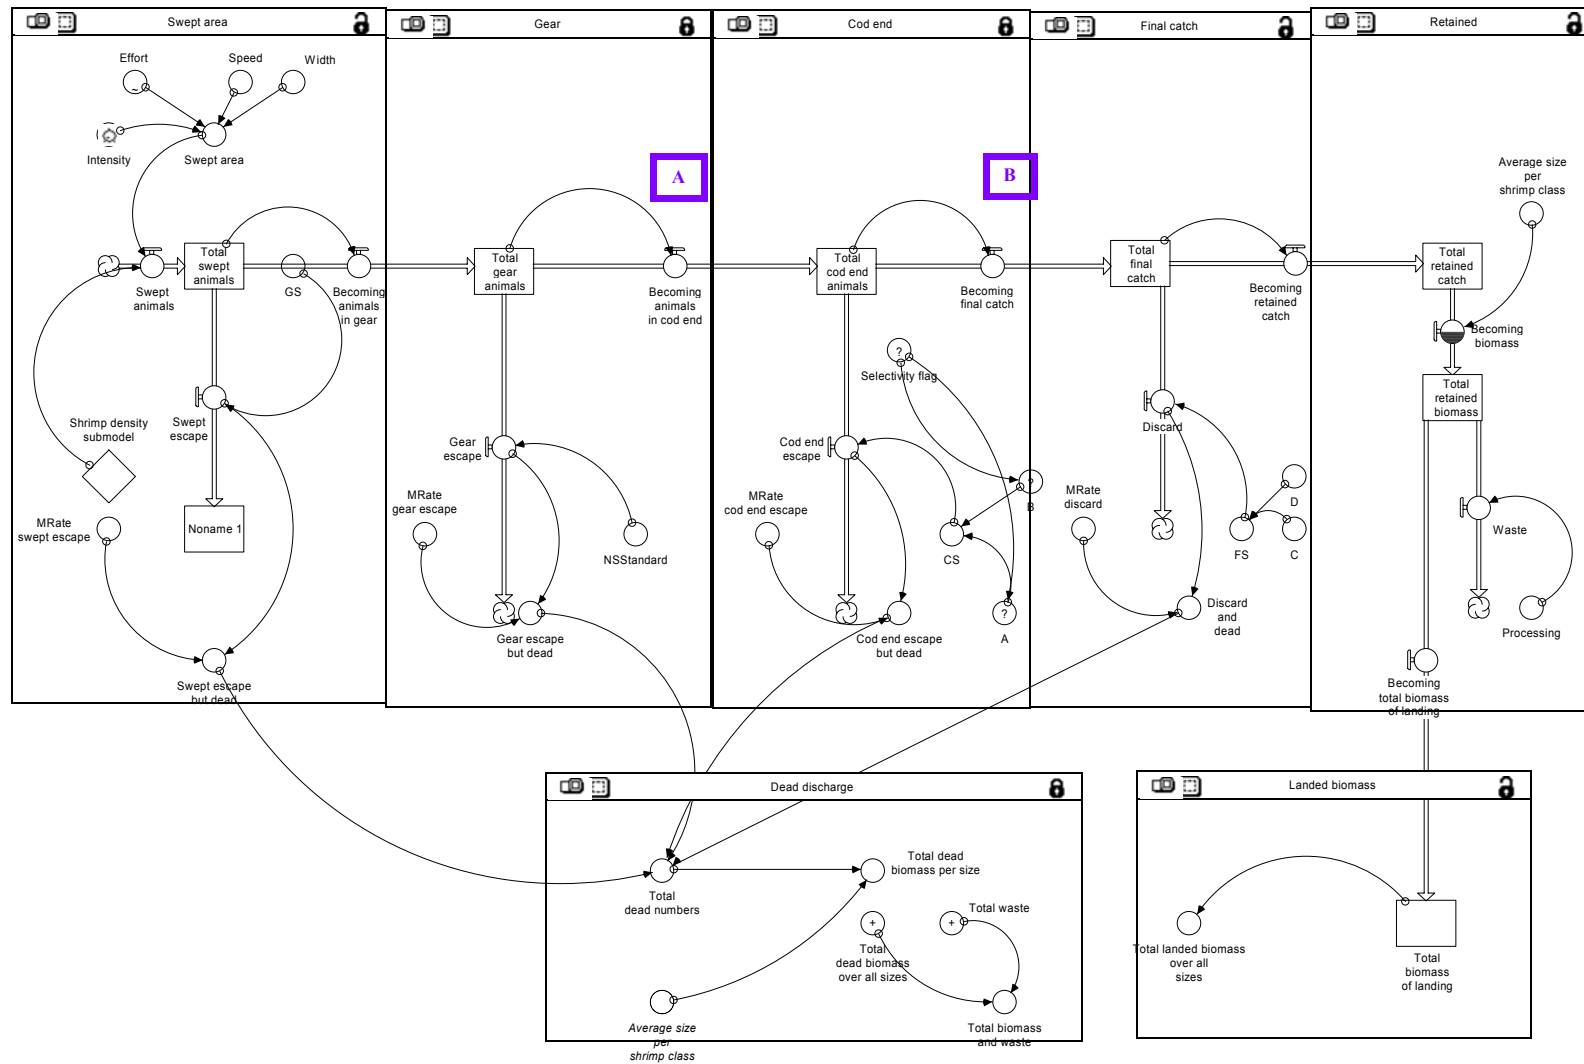 Swept area
Effort
Speed
Width
~
Intensity
Swept area
Total
swept
animals
Swept
animals
GS
Becoming
animals
in gear
Shrimp density
submodel
Swept
escape
MRate
swept escape
Noname 1
Swept escape
but dead
Gear
A
Total
gear
animals
Becoming
animals
in cod end
Gear
escape
MRate
gear escape
NSStandard
Gear escape
but dead
Cod end
B
Total
cod end
animals
Becoming
final catch
?
Selectivity flag
Cod end
escape
?
B
MRate
cod end escape
CS
?
A
Cod end escape
but dead
Final catch
Total
final
catch
Becoming
retained
catch
Discard
MRate
discard
D
FS
C
Discard
and
dead
Retained
Average size
per
shrimp class
Total
retained
catch
Becoming
biomass
Total
retained
biomass
Waste
Processing
Becoming
total biomass
of landing
Dead discharge
Total
dead numbers
Total dead
biomass per size
+
Total
dead biomass
over all sizes
+
Total waste
Average size
per
shrimp class
Total biomass
and waste
Landed biomass
Total landed biomass
over all
sizes
Total
biomass
of landing